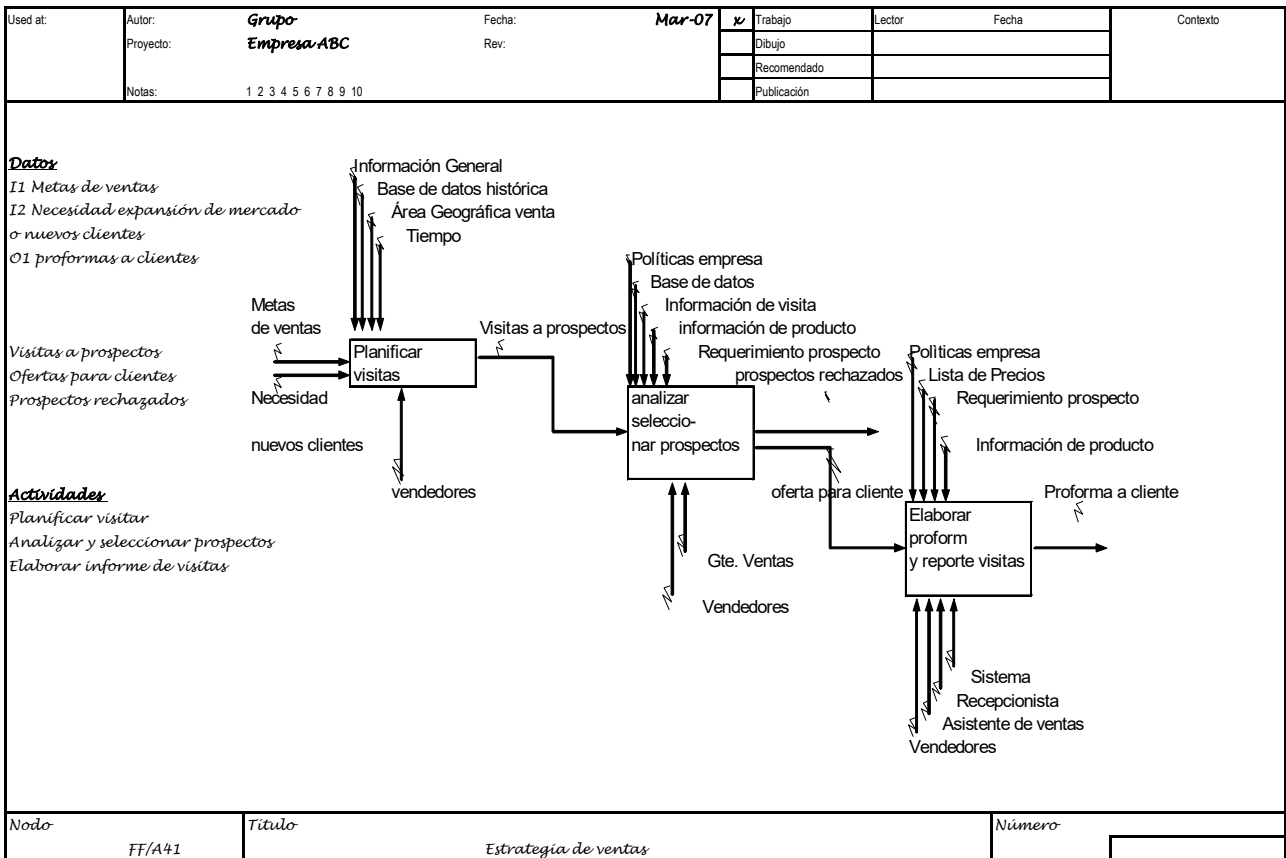 Used at:
Autor:
Grupo
Fecha:
Mar-07
x
Trabajo
Lector
Fecha
Contexto
Proyecto:
Empresa ABC
Rev:
Dibujo
Recomendado
Notas:
1 2 3 4 5 6 7 8 9 10
Publicación
Datos
I1 Metas de ventas
I2 Necesidad expansión de mercado
o nuevos clientes
O1 proformas a clientes
Visitas a prospectos
Ofertas para clientes
Prospectos rechazados
Actividades
Planificar visitar
Analizar y seleccionar prospectos
Elaborar informe de visitas
Información General
Base de datos histórica
Área Geográfica venta
Tiempo
Metas
de ventas
Necesidad
nuevos clientes
Planificar
visitas
vendedores
Visitas a prospectos
Políticas empresa
Base de datos
Información de visita
información de producto
Requerimiento prospecto
prospectos rechazados
analizar
seleccio-
nar prospectos
oferta para cliente
Gte. Ventas
Vendedores
Polìticas empresa
Lista de Precios
Requerimiento prospecto
Información de producto
Elaborar
proform
y reporte visitas
Proforma a cliente
Sistema
Recepcionista
Asistente de ventas
Vendedores
Nodo
FF/A41
Título
Estrategia de ventas
Número